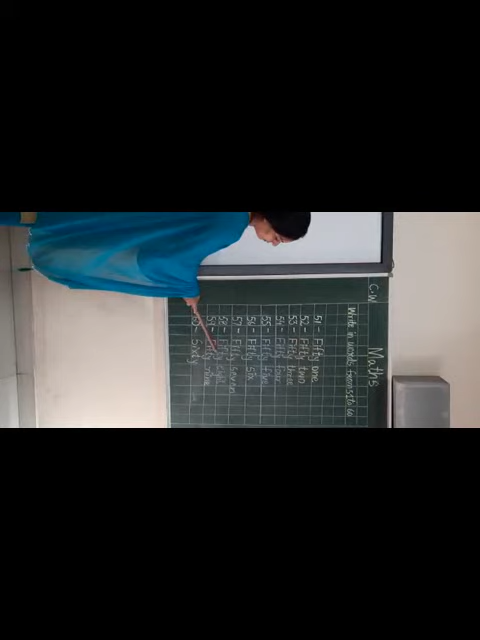 C.W
Maths
Write in words from 51 to 60
51 - Fifty one
52 - Fifty two
53 - Fifty three
54 - Fifty four
55 - Fifty five
56 - Fifty six
57 - Fifty seven
58 - Fifty eight
59 - Fifty nine
60 - Sixty